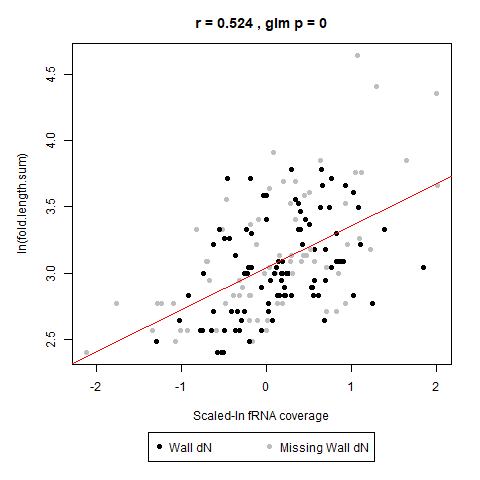 r = 0.524 , glm p = 0
ln(fold.length.sum)
4.5
4.0
3.5
3.0
2.5
-2 -1 0 1 2
Scaled-ln fRNA coverage
Wall dN Missing Wall dN